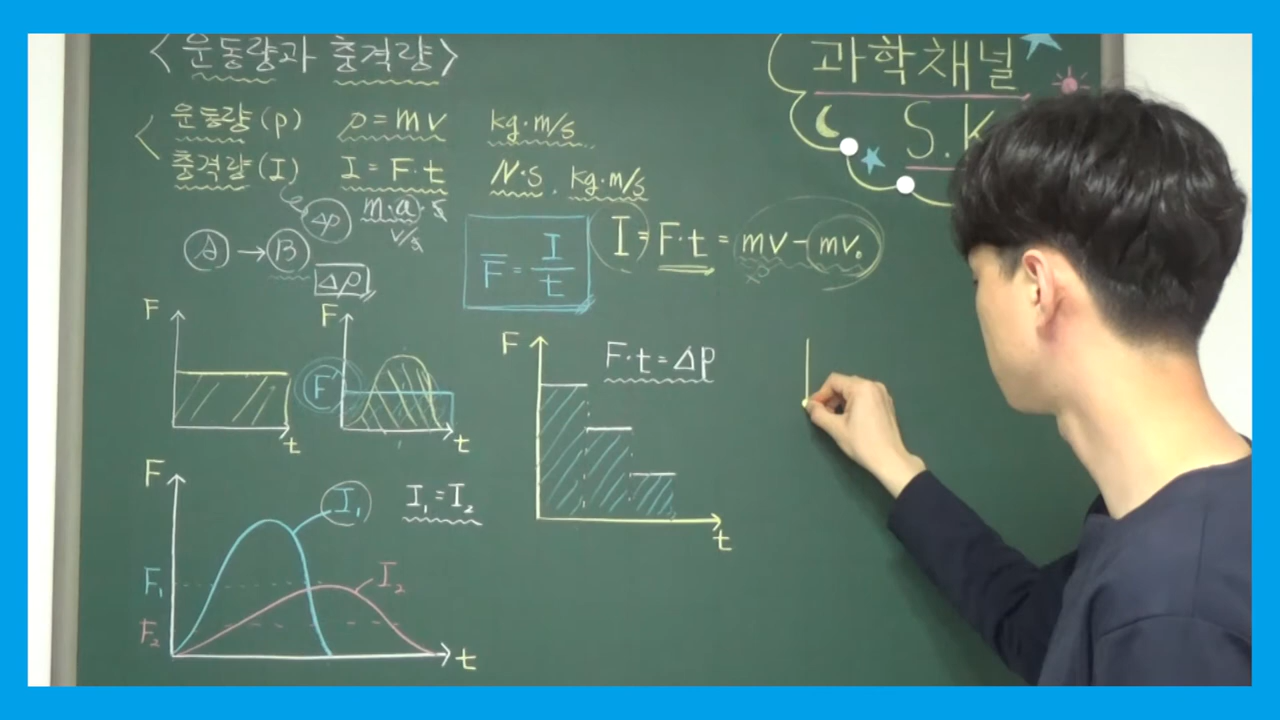 <운동량과 충격량>
운동량(p) p=mv kg·m/s
충격량(I) I=F·t N·s, kg·m/s
Δp m·a·t
v/t
A → B
Δp
F̅ = I/t
I = F·t = mv - mv₀
F
t
F
F
t
F
I₁
I₁=I₂
F₁
I₂
F₂
t
F
F·t=Δp
t
과학채널
S.K